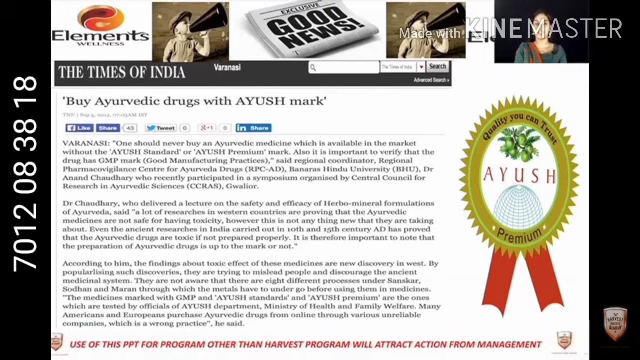 Elements
WELLNESS
EXCLUSIVE
GOOD
NEWS!
Made with KINEMASTER
THE TIMES OF INDIA
Varanasi
The Times of India
Search
Advanced Search >
'Buy Ayurvedic drugs with AYUSH mark'
Like
Share
43
Tweet
0
g+1
6
in Share
VARANASI: "One should never buy an Ayurvedic medicine which is available in the market
without the 'AYUSH Standard' or 'AYUSH Premium' mark. Also it is important to verify that the
drug has GMP mark (Good Manufacturing Practices)," said regional coordinator, Regional
Pharmacovigilance Centre for Ayurveda Drugs (RPC-AD), Banaras Hindu University (BHU), Dr
Anand Chaudhary who recently participated in a symposium organised by Central Council for
Research in Ayurvedic Sciences (CCRAS), Gwalior.
Dr Chaudhary, who delivered a lecture on the safety and efficacy of Herbo-mineral formulations
of Ayurveda, said "a lot of researches in western countries are proving that the Ayurvedic
medicines are not safe for having toxicity, however this is not any thing new that they are taking
about. Even the ancient researches in India carried out in 10th and 15th century AD has proved
that the Ayurvedic drugs are toxic if not prepared properly. It is therefore important to note that
the preparation of Ayurvedic drugs is up to the mark or not."
According to him, the findings about toxic effect of these medicines are new discovery in west. By
popularlising such discoveries, they are trying to mislead people and discourage the ancient
medicinal system. They are not aware that there are eight different processes under Sanskar,
Sodhan and Maran through which the metals have to under go before using them in medicines.
"The medicines marked with GMP and 'AYUSH standards' and 'AYUSH premium' are the ones
which are tested by officials of AYUSH department, Ministry of Health and Family Welfare. Many
Americans and Europeans purchase Ayurvedic drugs from online through various unreliable
companies, which is a wrong practice", he said.
Quality you can Trust
AYUSH
Premium
7012 08 38 18
USE OF THIS PPT FOR PROGRAM OTHER THAN HARVEST PROGRAM WILL ATTRACT ACTION FROM MANAGEMENT